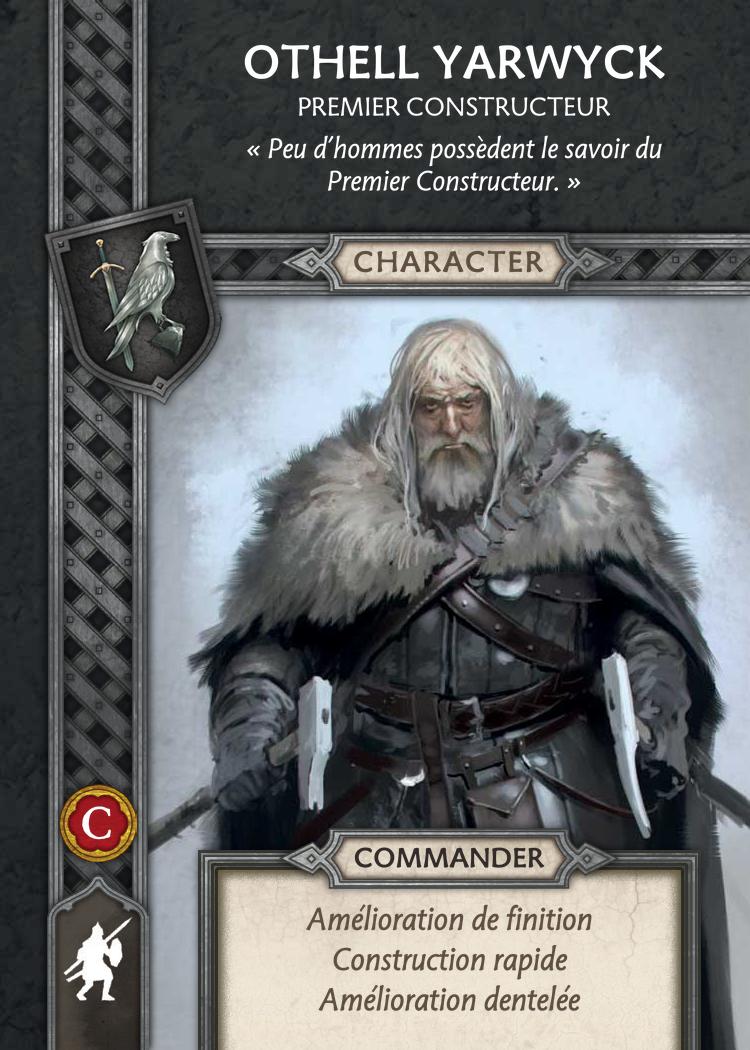 OTHELL YARWYCK
PREMIER CONSTRUCTEUR
« Peu d'hommes possèdent le savoir du
Premier Constructeur. »
CHARACTER
C
COMMANDER
Amélioration de finition
Construction rapide
Amélioration dentelée